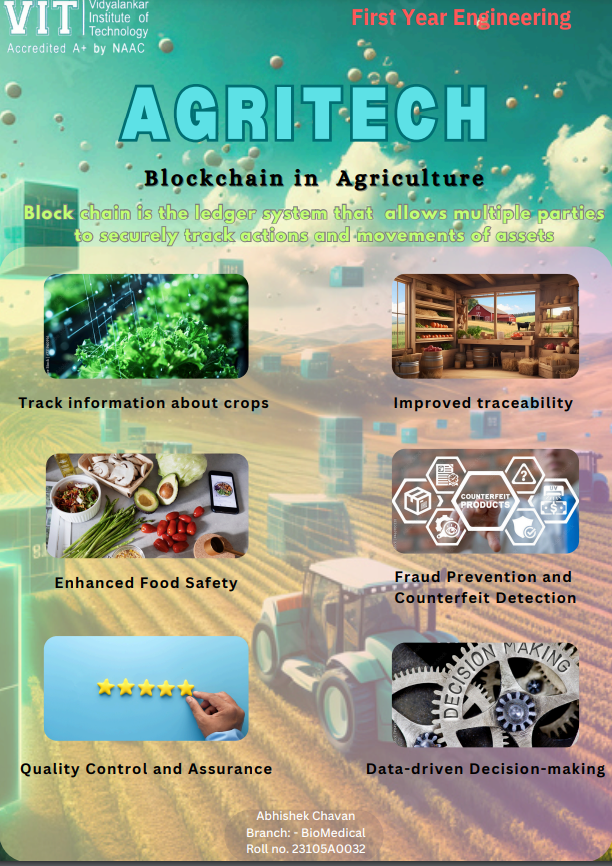 VIT
Vidyalankar
Institute of
Technology
Accredited A+ by NAAC
First Year Engineering
AGRITECH
Blockchain in Agriculture
Block chain is the ledger system that allows multiple parties
to securely track actions and movements of assets
Track information about crops
Improved traceability
COUNTERFEIT
PRODUCTS
Enhanced Food Safety
Fraud Prevention and
Counterfeit Detection
DECISION MAKING
Quality Control and Assurance
Data-driven Decision-making
Abhishek Chavan
Branch: - BioMedical
Roll no. 23105A0032